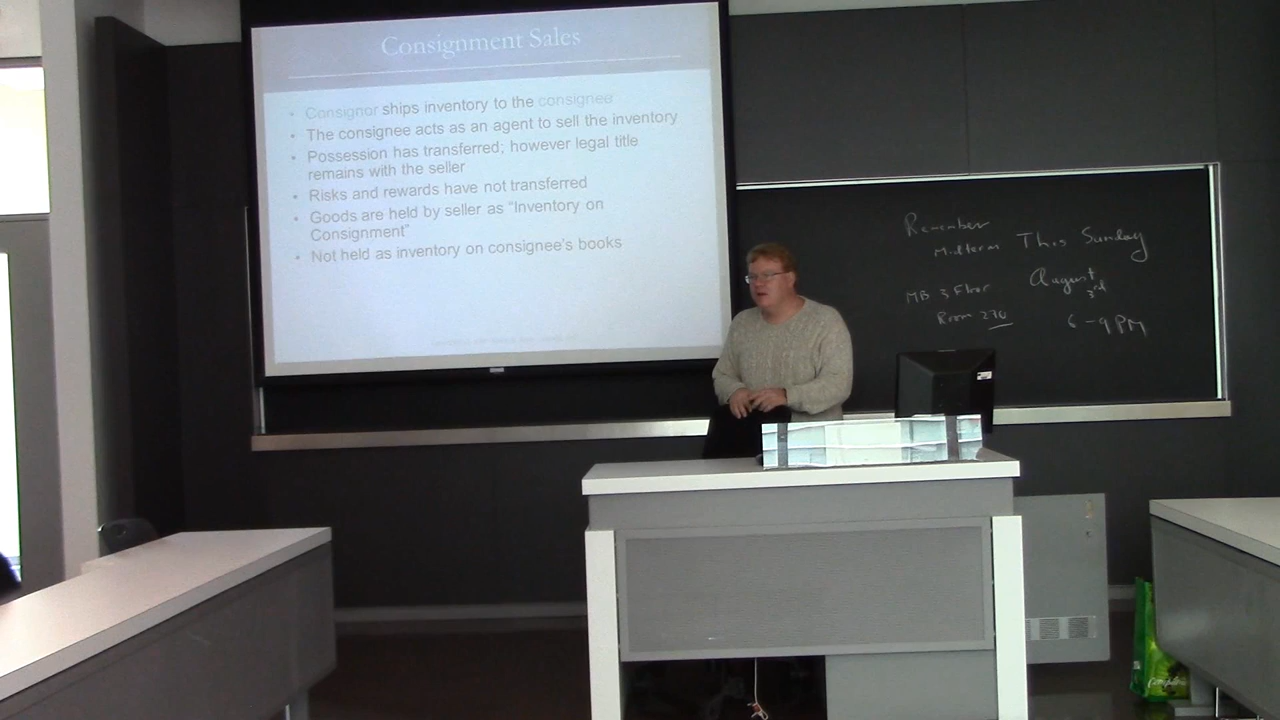 Consignment Sales
• Consignor ships inventory to the consignee
• The consignee acts as an agent to sell the inventory
• Possession has transferred; however legal title
remains with the seller
• Risks and rewards have not transferred
• Goods are held by seller as “Inventory on
Consignment”
• Not held as inventory on consignee’s books
Remember
Midterm This Sunday
MB 3 Floor August 3rd
Room 270 6-9 PM